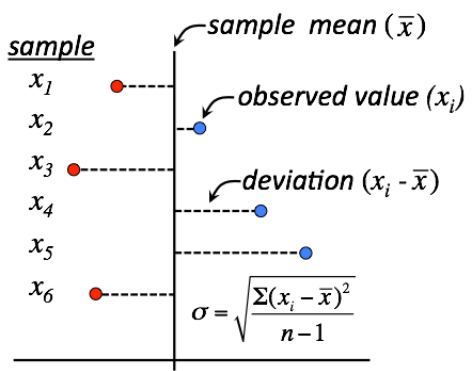 sample mean (x̄)
sample
x₁
observed value (xᵢ)
x₂
x₃
deviation (xᵢ - x̄)
x₄
x₅
x₆
σ = √(Σ(xᵢ – x̄)² / n – 1)